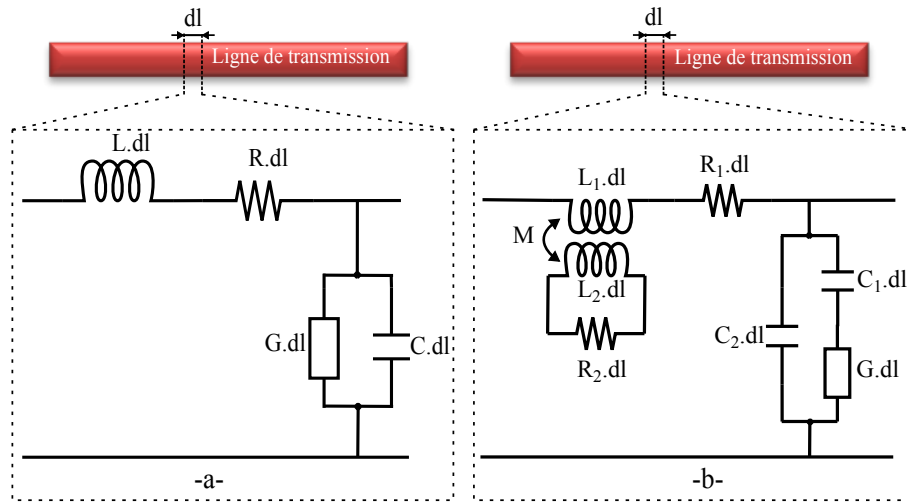 dl
Ligne de transmission
L.dl
R.dl
G.dl
C.dl
-a-
dl
Ligne de transmission
L₁.dl
R₁.dl
M
L₂.dl
R₂.dl
C₁.dl
C₂.dl
G.dl
-b-